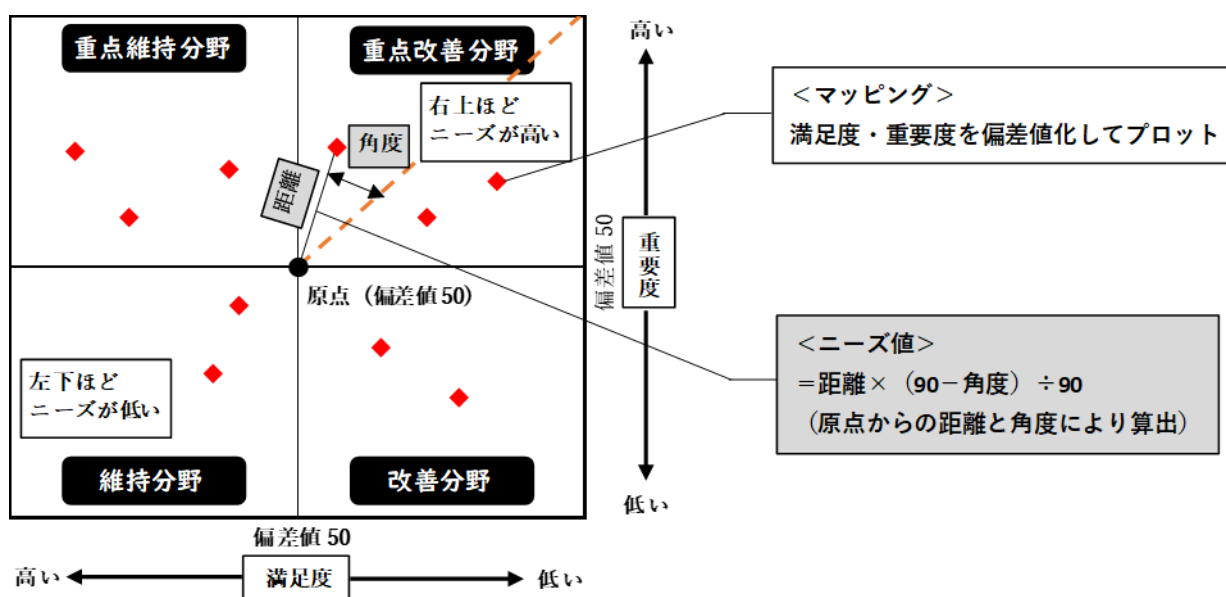 重点維持分野
重点改善分野
右上ほど
ニーズが高い
角度
距離
原点（偏差値50）
左下ほど
ニーズが低い
維持分野
改善分野
偏差値 50
高い
満足度
低い
高い
偏差値 50
重要度
低い
＜マッピング＞
満足度・重要度を偏差値化してプロット
＜ニーズ値＞
＝距離×（90－角度）÷90
（原点からの距離と角度により算出）